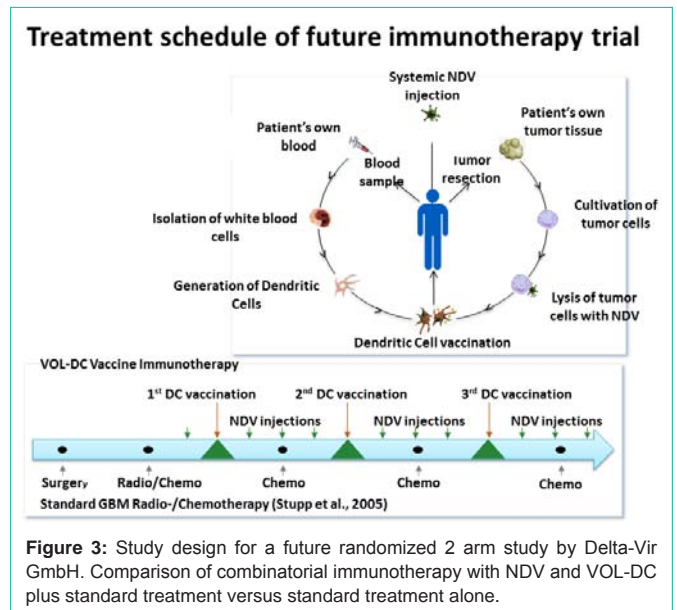 Treatment schedule of future immunotherapy trial
Systemic NDV
injection
Patient's own
blood
Patient's own
tumor tissue
Blood
sample
Tumor
resection
Isolation of white blood
cells
Cultivation of
tumor cells
Generation of Dendritic
Cells
Lysis of tumor
cells with NDV
Dendritic Cell vaccination
VOL-DC Vaccine Immunotherapy
1st DC vaccination
2nd DC vaccination
3rd DC vaccination
NDV injections
NDV injections
NDV injections
Surgery
Radio/Chemo
Chemo
Chemo
Chemo
Standard GBM Radio-/Chemotherapy (Stupp et al., 2005)
Figure 3: Study design for a future randomized 2 arm study by Delta-Vir
GmbH. Comparison of combinatorial immunotherapy with NDV and VOL-DC
plus standard treatment versus standard treatment alone.